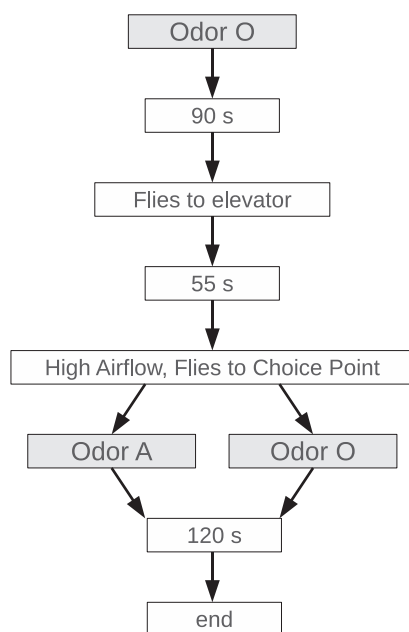 Odor O
90 s
Flies to elevator
55 s
High Airflow, Flies to Choice Point
Odor A
Odor O
120 s
end